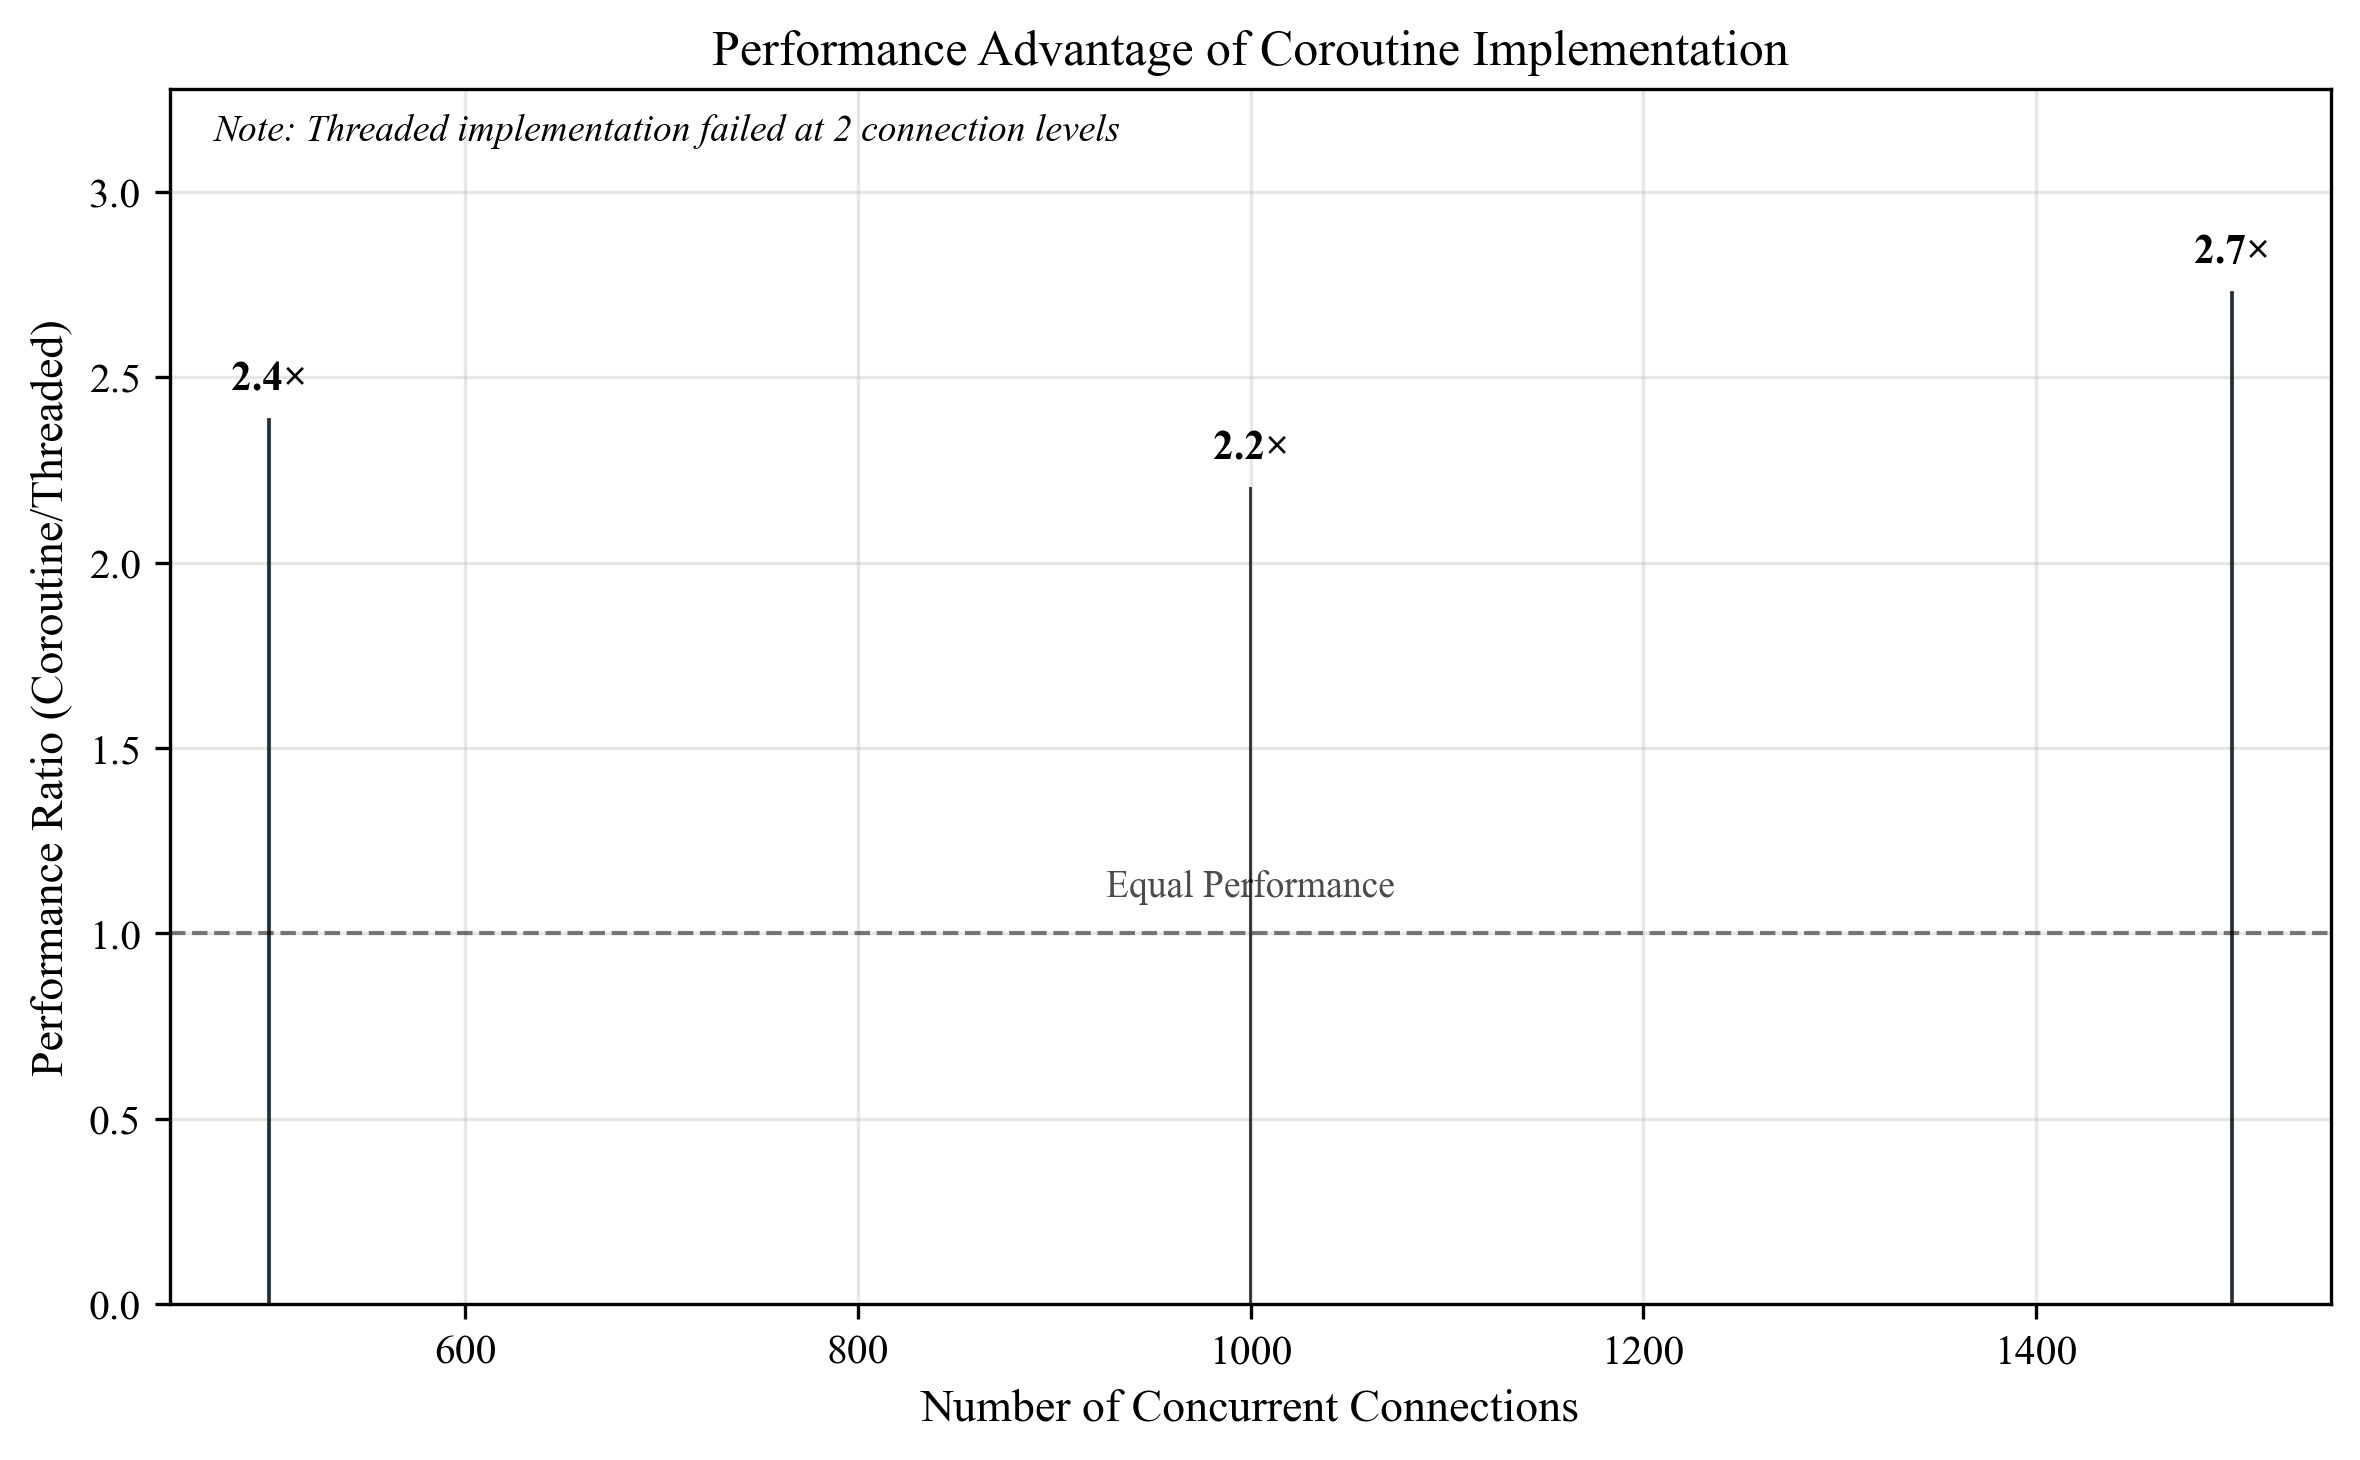 Performance Advantage of Coroutine Implementation
Note: Threaded implementation failed at 2 connection levels
3.0
2.7×
2.5
2.4×
2.2×
2.0
1.5
Equal Performance
1.0
0.5
0.0
Performance Ratio (Coroutine/Threaded)
600 800 1000 1200 1400
Number of Concurrent Connections